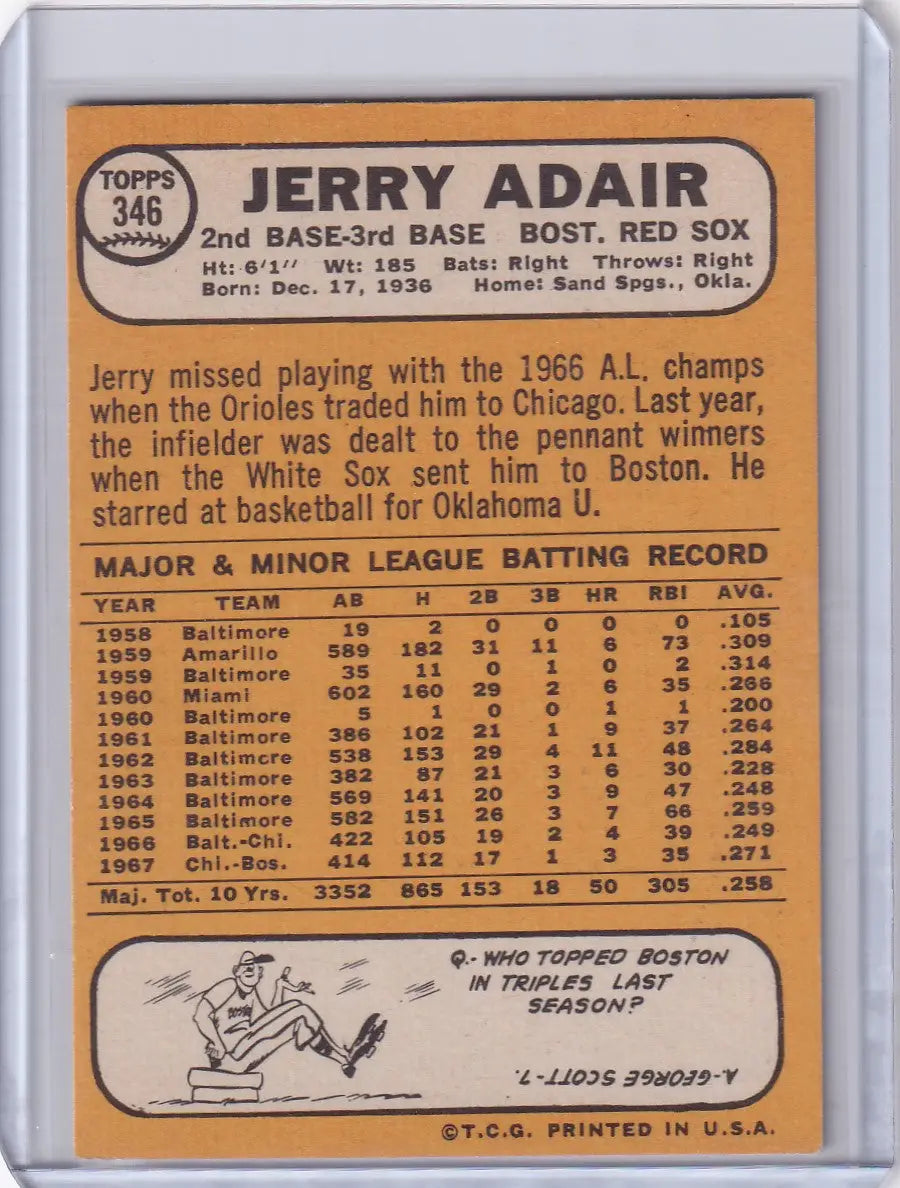 TOPPS
346
JERRY ADAIR
2nd BASE-3rd BASE BOST. RED SOX
Ht: 6'1" Wt: 185 Bats: Right Throws: Right
Born: Dec. 17, 1936 Home: Sand Spgs., Okla.
Jerry missed playing with the 1966 A.L. champs
when the Orioles traded him to Chicago. Last year,
the infielder was dealt to the pennant winners
when the White Sox sent him to Boston. He
starred at basketball for Oklahoma U.
MAJOR & MINOR LEAGUE BATTING RECORD
YEAR TEAM AB H 2B 3B HR RBI AVG.
1958 Baltimore 19 2 0 0 0 0 .105
1959 Amarillo 589 182 31 11 6 73 .309
1959 Baltimore 35 11 0 1 0 2 .314
1960 Miami 602 160 29 2 6 35 .266
1960 Baltimore 5 1 0 0 1 1 .200
1961 Baltimore 386 102 21 1 9 37 .264
1962 Baltimore 538 153 29 4 11 48 .284
1963 Baltimore 382 87 21 3 6 30 .228
1964 Baltimore 569 141 20 3 9 47 .248
1965 Baltimore 582 151 26 3 7 66 .259
1966 Balt.-Chi. 422 105 19 2 4 39 .249
1967 Chi.-Bos. 414 112 17 1 3 35 .271
Maj. Tot. 10 Yrs. 3352 865 153 18 50 305 .258
BOSTON
Q.- WHO TOPPED BOSTON
IN TRIPLES LAST
SEASON?
A.-GEORGE SCOTT-7.
©T.C.G. PRINTED IN U.S.A.